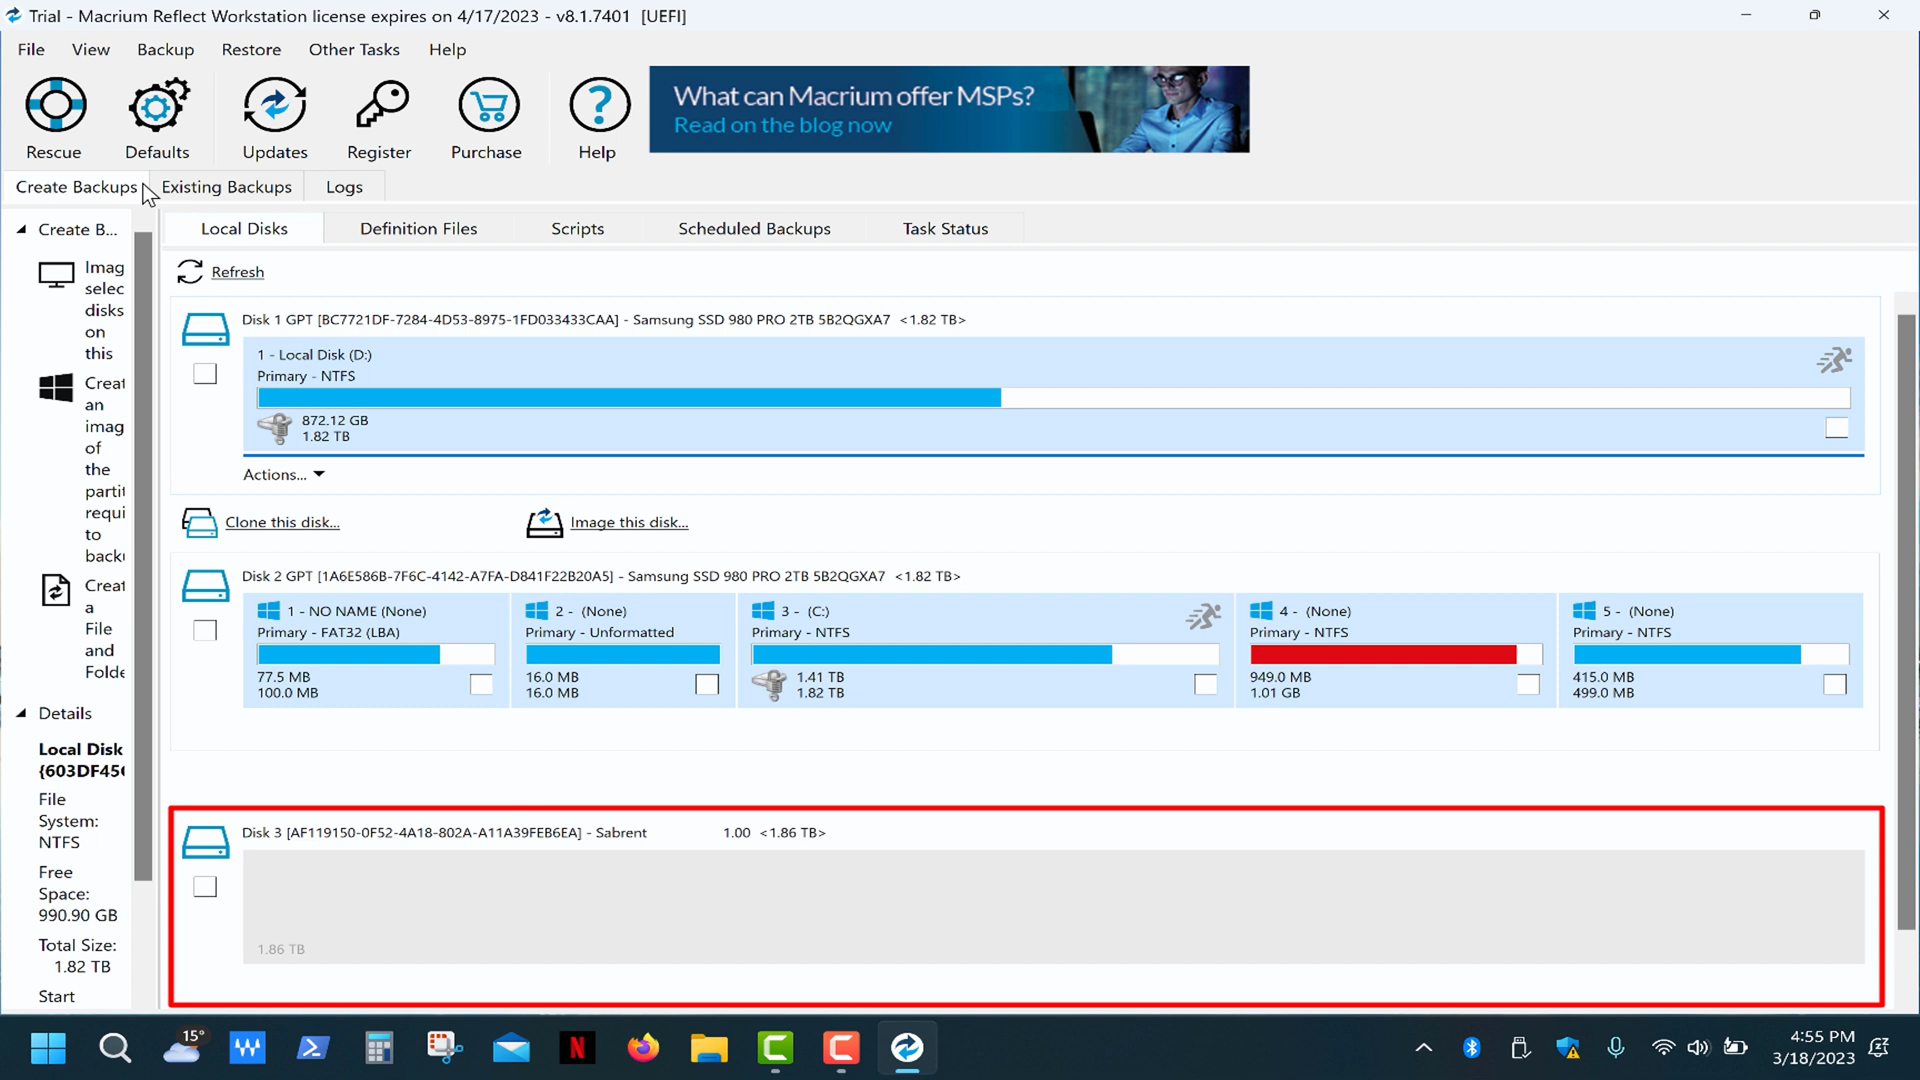 Trial - Macrium Reflect Workstation license expires on 4/17/2023 - v8.1.7401 [UEFI]
File View Backup Restore Other Tasks Help
What can Macrium offer MSPs?
Read on the blog now
Rescue Defaults Updates Register Purchase Help
Create Backups Existing Backups Logs
Create B...
Imag
selec
disks
on
this
Creat
an
imag
of
the
partit
requi
to
backu
Creat
a
File
and
Folde
Details
Local Disk
{603DF456
File
System:
NTFS
Free
Space:
990.90 GB
Total Size:
1.82 TB
Start
Local Disks Definition Files Scripts Scheduled Backups Task Status
Refresh
Disk 1 GPT [BC7721DF-7284-4D53-8975-1FD033433CAA] - Samsung SSD 980 PRO 2TB 5B2QGXA7 <1.82 TB>
1 - Local Disk (D:)
Primary - NTFS
872.12 GB
1.82 TB
Actions...
Clone this disk... Image this disk...
Disk 2 GPT [1A6E586B-7F6C-4142-A7FA-D841F22B20A5] - Samsung SSD 980 PRO 2TB 5B2QGXA7 <1.82 TB>
1 - NO NAME (None)
Primary - FAT32 (LBA)
77.5 MB
100.0 MB
2 - (None)
Primary - Unformatted
16.0 MB
16.0 MB
3 - (C:)
Primary - NTFS
1.41 TB
1.82 TB
4 - (None)
Primary - NTFS
949.0 MB
1.01 GB
5 - (None)
Primary - NTFS
415.0 MB
499.0 MB
Disk 3 [AF119150-0F52-4A18-802A-A11A39FEB6EA] - Sabrent 1.00 <1.86 TB>
1.86 TB
15°
4:55 PM
3/18/2023